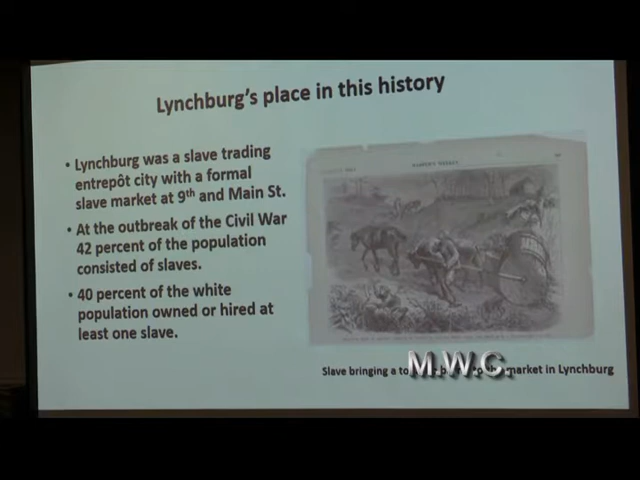 Lynchburg's place in this history
• Lynchburg was a slave trading
entrepôt city with a formal
slave market at 9th and Main St.
• At the outbreak of the Civil War
42 percent of the population
consisted of slaves.
• 40 percent of the white
population owned or hired at
least one slave.
HARPER'S WEEKLY
Slave bringing a market in Lynchburg
M.W.C.